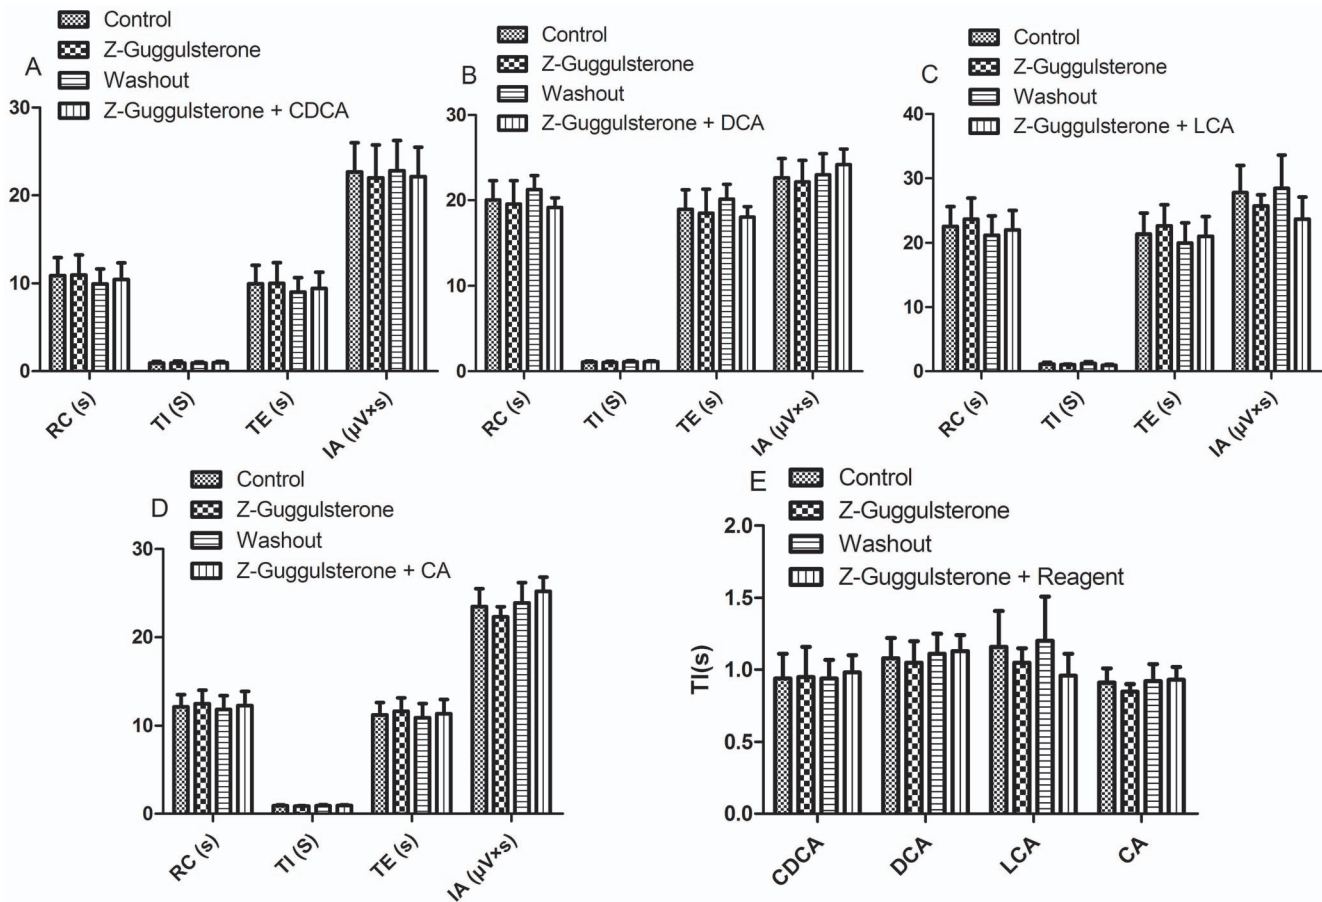 A
Control
Z-Guggulsterone
Washout
Z-Guggulsterone + CDCA
30
20
10
0
RC (s)
TI (S)
TE (s)
IA (μV×s)
B
Control
Z-Guggulsterone
Washout
Z-Guggulsterone + DCA
30
20
10
0
RC (s)
TI (S)
TE (s)
IA (μV×s)
C
Control
Z-Guggulsterone
Washout
Z-Guggulsterone + LCA
40
30
20
10
0
RC (s)
TI (S)
TE (s)
IA (μV×s)
D
Control
Z-Guggulsterone
Washout
Z-Guggulsterone + CA
30
20
10
0
RC (s)
TI (S)
TE (s)
IA (μV×s)
E
Control
Z-Guggulsterone
Washout
Z-Guggulsterone + Reagent
TI(s)
2.0
1.5
1.0
0.5
0.0
CDCA
DCA
LCA
CA